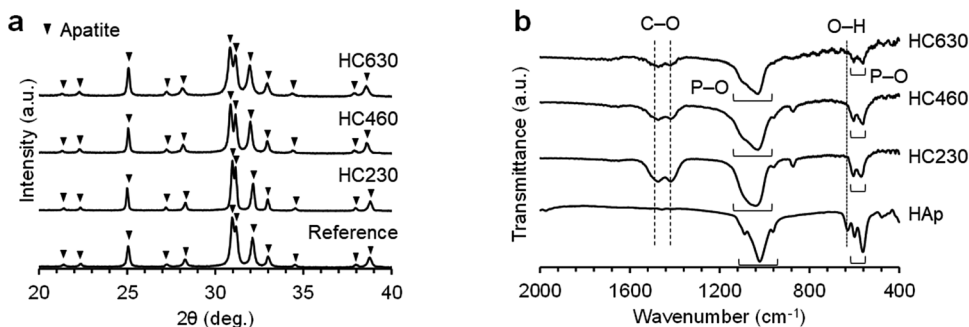 a
▼ Apatite
HC630
HC460
HC230
Reference
Intensity (a.u.)
20 25 30 35 40
2θ (deg.)
b
C–O
O–H
HC630
P–O
P–O
HC460
HC230
HAp
Transmittance (a.u.)
2000 1600 1200 800 400
Wavenumber (cm⁻¹)